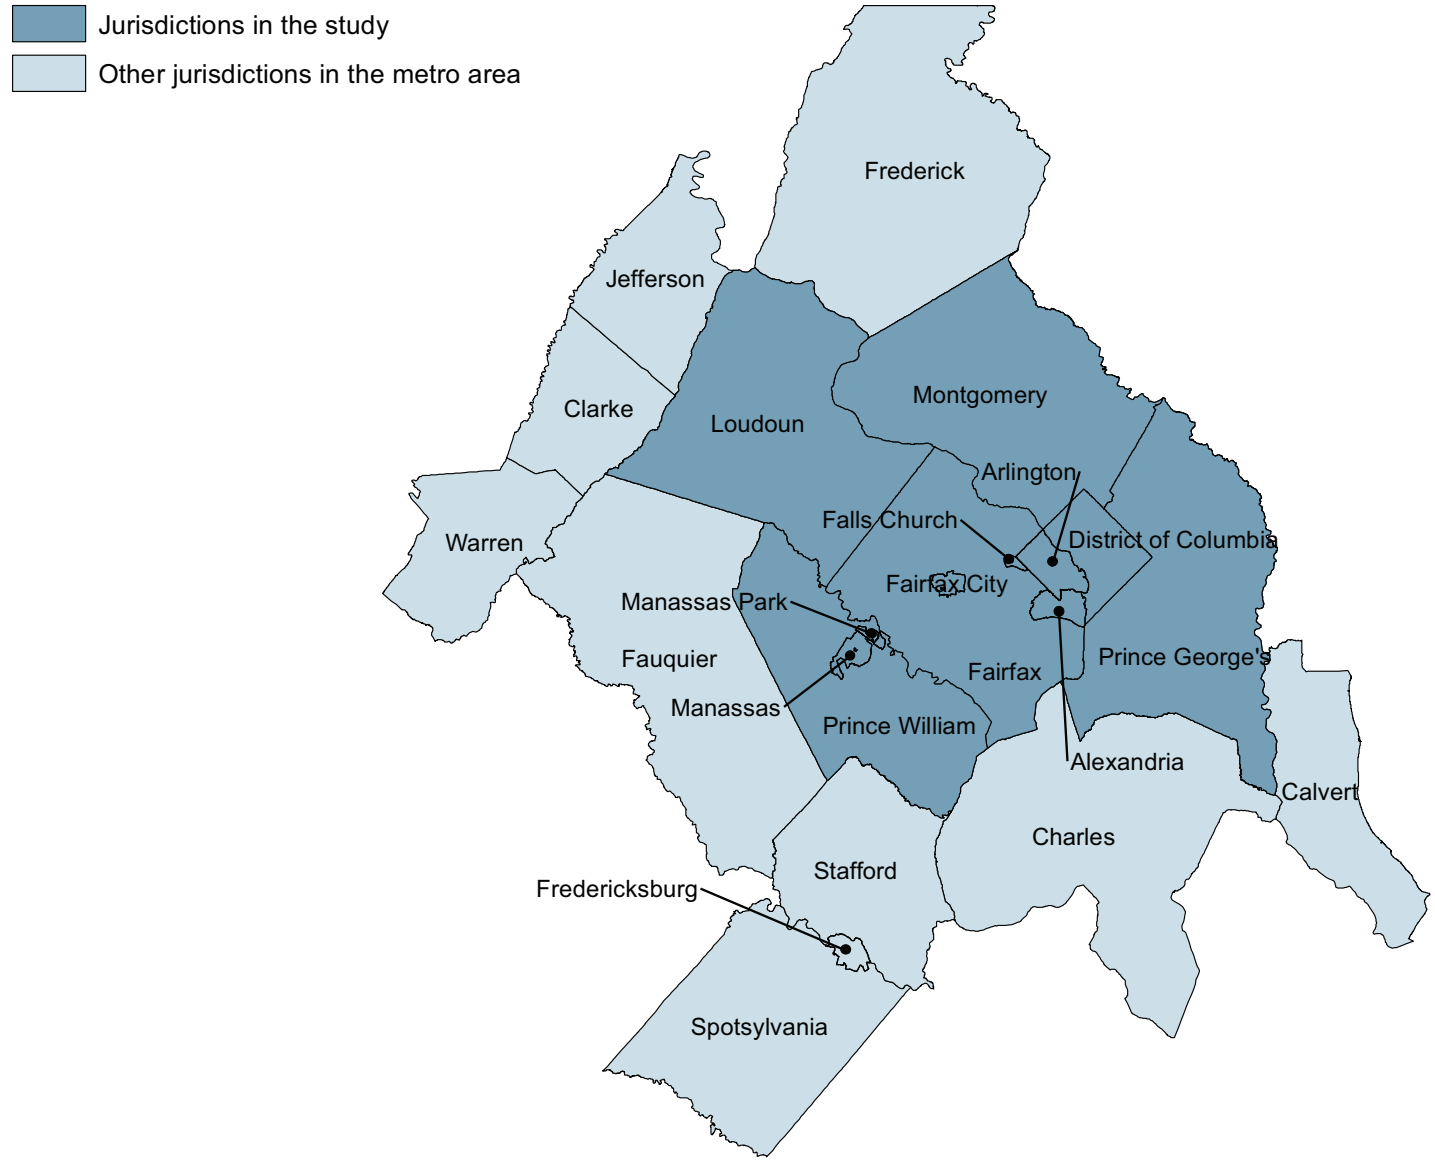 Jurisdictions in the study
Other jurisdictions in the metro area
Frederick
Jefferson
Montgomery
Clarke
Loudoun
Arlington
Falls Church
District of Columbia
Warren
Fairfax City
Manassas Park
Prince George's
Fauquier
Fairfax
Manassas
Prince William
Alexandria
Calvert
Charles
Stafford
Fredericksburg
Spotsylvania